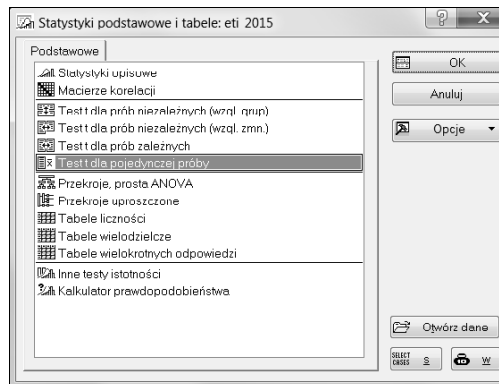 Statystyki podstawowe i tabele: eti 2015
? X
Podstawowe
Statystyki opisowe
Macierze korelacji
Test t dla prób niezależnych (wzgl. grup)
Test t dla prób niezależnych (wzgl. zmn.)
Test t dla prób zależnych
Test t dla pojedynczej próby
Przekroje, prosta ANOVA
Przekroje uproszczone
Tabele liczności
Tabele wielodzielcze
Tabele wielokrotnych odpowiedzi
Inne testy istotności
Kalkulator prawdopodobieństwa
OK
Anuluj
Opcje
Otwórz dane
SELECT CASES S
W